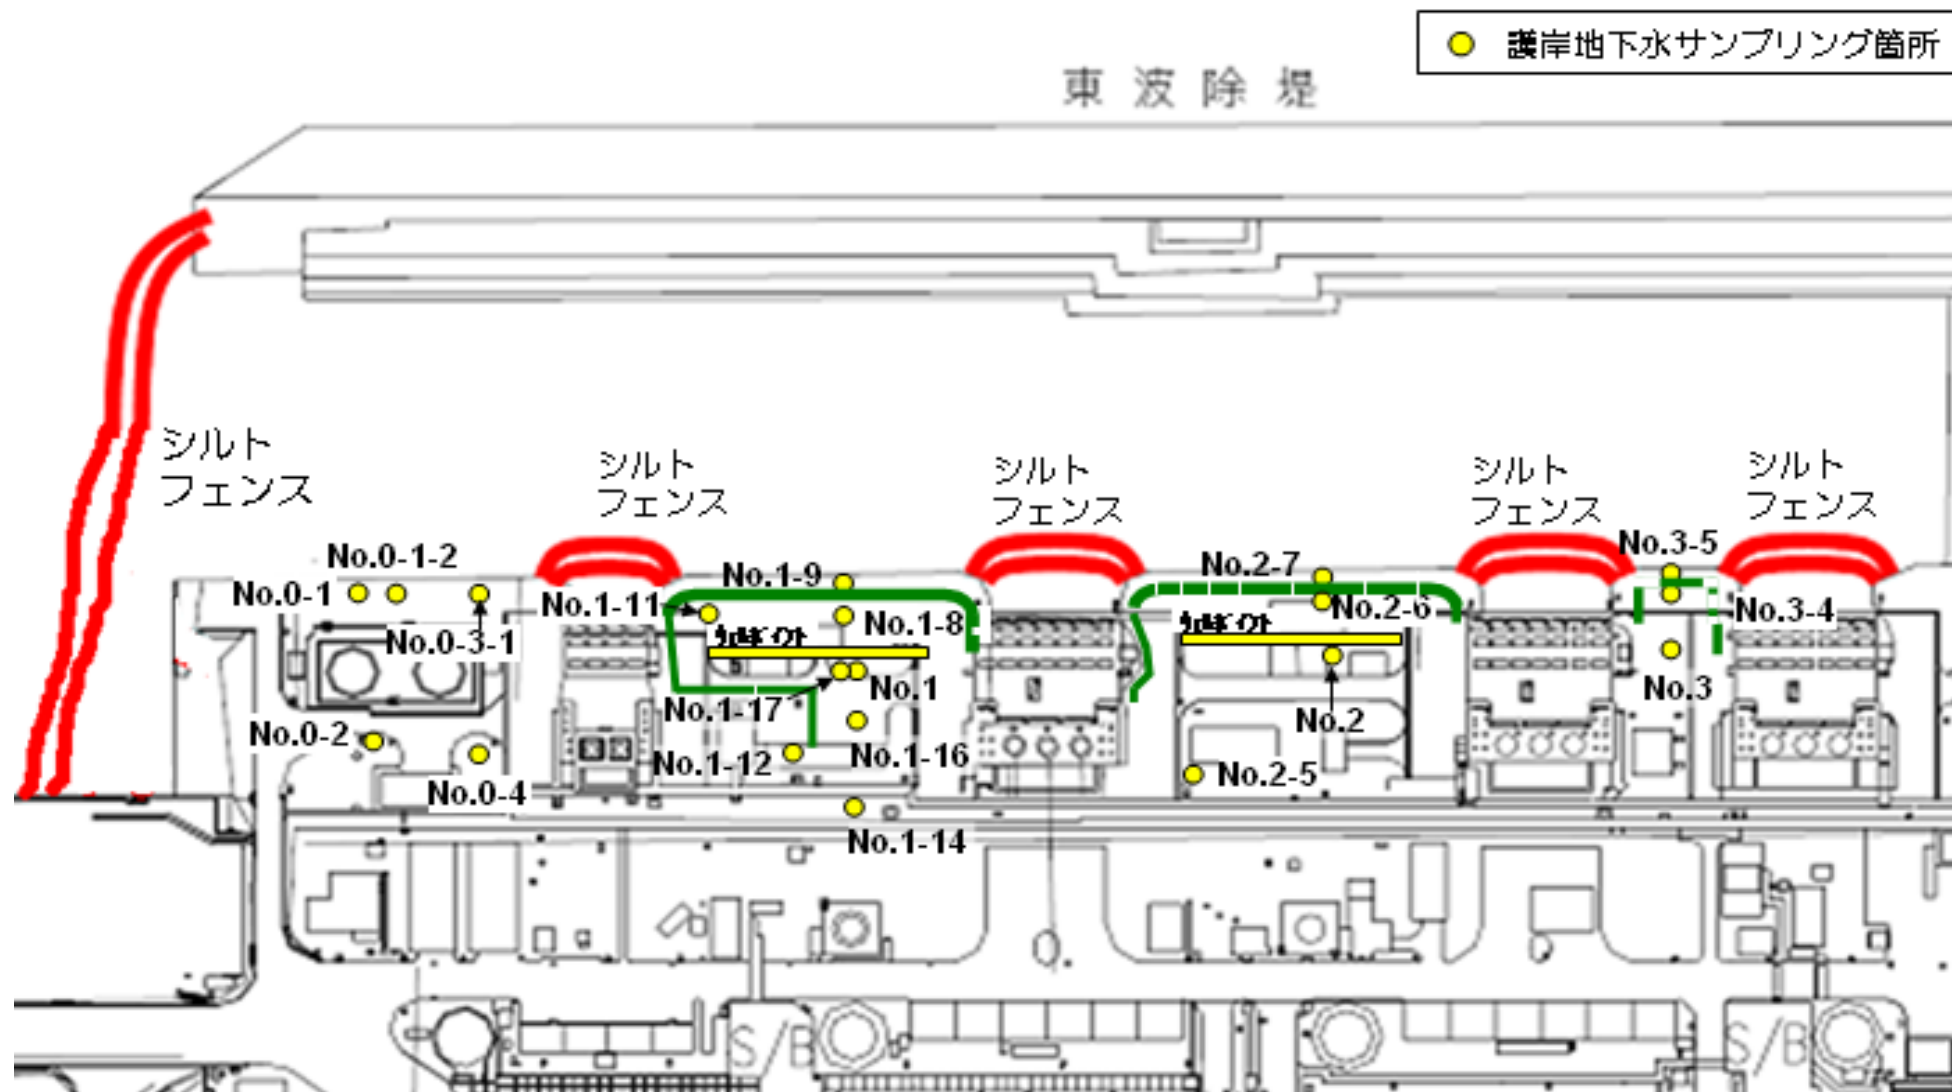 護岸地下水サンプリング箇所
東波除堤
シルト
フェンス
シルト
フェンス
シルト
フェンス
シルト
フェンス
シルト
フェンス
No.0-1-2
No.0-1
No.0-3-1
No.0-2
No.0-4
No.1-9
No.1-11
No.1-8
No.1
No.1-17
No.1-16
No.1-12
No.1-14
No.2-7
No.2-6
No.2
No.2-5
No.3-5
No.3-4
No.3
S/B
S/B